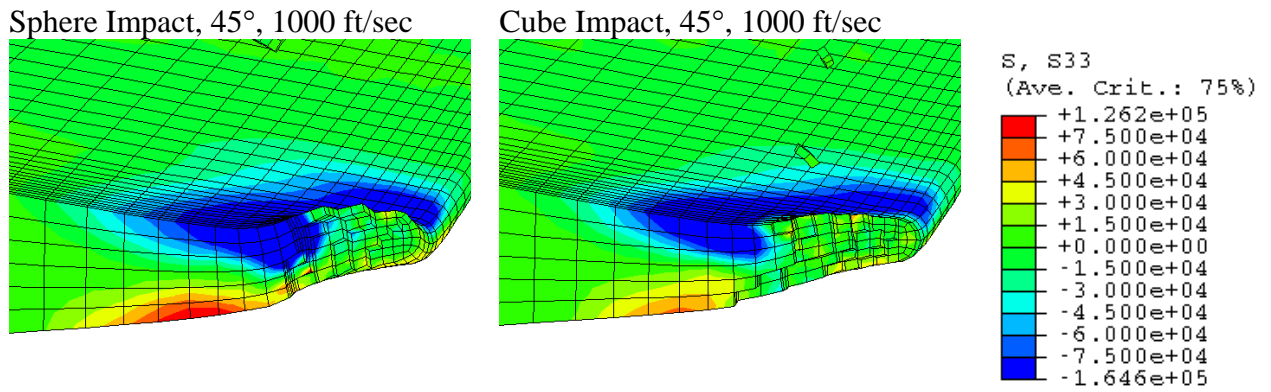 Sphere Impact, 45°, 1000 ft/sec
Cube Impact, 45°, 1000 ft/sec
S, S33
(Ave. Crit.: 75%)
+1.262e+05
+7.500e+04
+6.000e+04
+4.500e+04
+3.000e+04
+1.500e+04
+0.000e+00
-1.500e+04
-3.000e+04
-4.500e+04
-6.000e+04
-7.500e+04
-1.646e+05